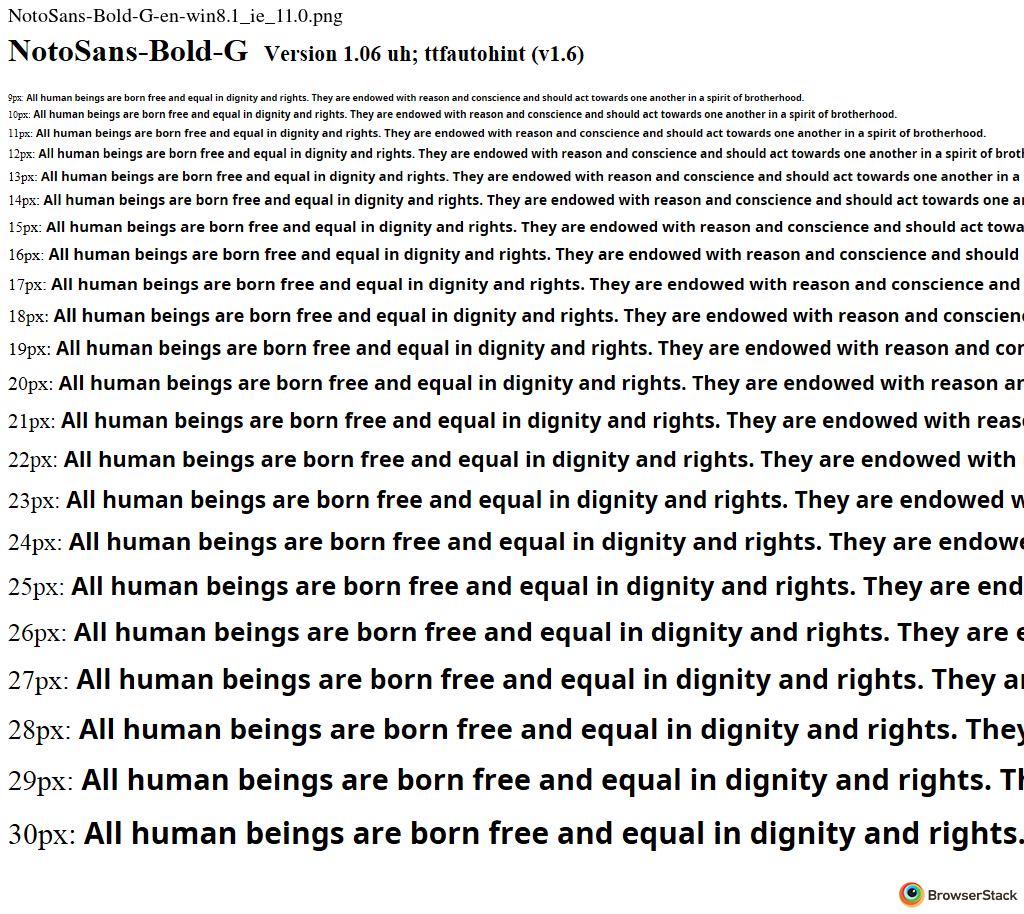 NotoSans-Bold-G-en-win8.1_ie_11.0.png
NotoSans-Bold-G Version 1.06 uh; ttfautohint (v1.6)
9px: All human beings are born free and equal in dignity and rights. They are endowed with reason and conscience and should act towards one another in a spirit of brotherhood.
10px: All human beings are born free and equal in dignity and rights. They are endowed with reason and conscience and should act towards one another in a spirit of brotherhood.
11px: All human beings are born free and equal in dignity and rights. They are endowed with reason and conscience and should act towards one another in a spirit of brotherhood.
12px: All human beings are born free and equal in dignity and rights. They are endowed with reason and conscience and should act towards one another in a spirit of broth
13px: All human beings are born free and equal in dignity and rights. They are endowed with reason and conscience and should act towards one another in a
14px: All human beings are born free and equal in dignity and rights. They are endowed with reason and conscience and should act towards one an
15px: All human beings are born free and equal in dignity and rights. They are endowed with reason and conscience and should act towa
16px: All human beings are born free and equal in dignity and rights. They are endowed with reason and conscience and should
17px: All human beings are born free and equal in dignity and rights. They are endowed with reason and conscience and
18px: All human beings are born free and equal in dignity and rights. They are endowed with reason and conscien
19px: All human beings are born free and equal in dignity and rights. They are endowed with reason and con
20px: All human beings are born free and equal in dignity and rights. They are endowed with reason an
21px: All human beings are born free and equal in dignity and rights. They are endowed with reas
22px: All human beings are born free and equal in dignity and rights. They are endowed with
23px: All human beings are born free and equal in dignity and rights. They are endowed w
24px: All human beings are born free and equal in dignity and rights. They are endowe
25px: All human beings are born free and equal in dignity and rights. They are end
26px: All human beings are born free and equal in dignity and rights. They are e
27px: All human beings are born free and equal in dignity and rights. They ar
28px: All human beings are born free and equal in dignity and rights. They
29px: All human beings are born free and equal in dignity and rights. Th
30px: All human beings are born free and equal in dignity and rights.
BrowserStack